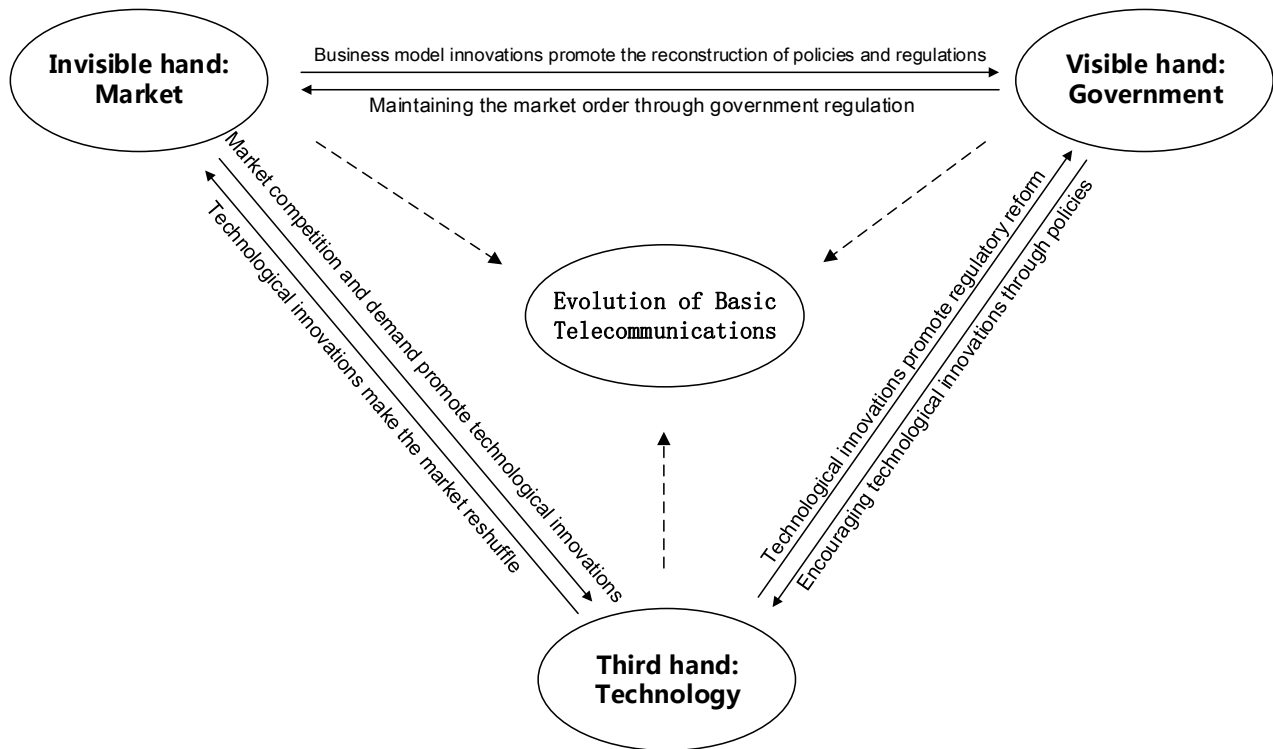 Invisible hand:
Market
Business model innovations promote the reconstruction of policies and regulations
Maintaining the market order through government regulation
Visible hand:
Government
Market competition and demand promote technological innovations
Technological innovations make the market reshuffle
Evolution of Basic
Telecommunications
Technological innovations promote regulatory reform
Encouraging technological innovations through policies
Third hand:
Technology